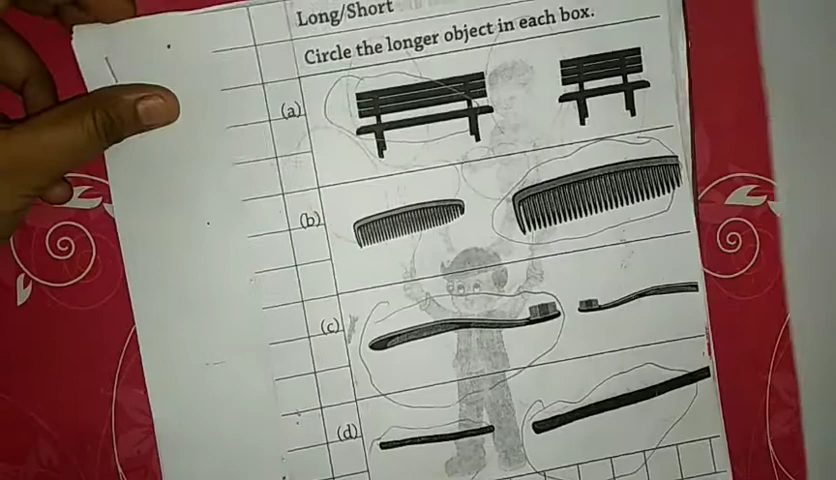 Long/Short
Circle the longer object in each box.
(a)
(b)
(c)
(d)